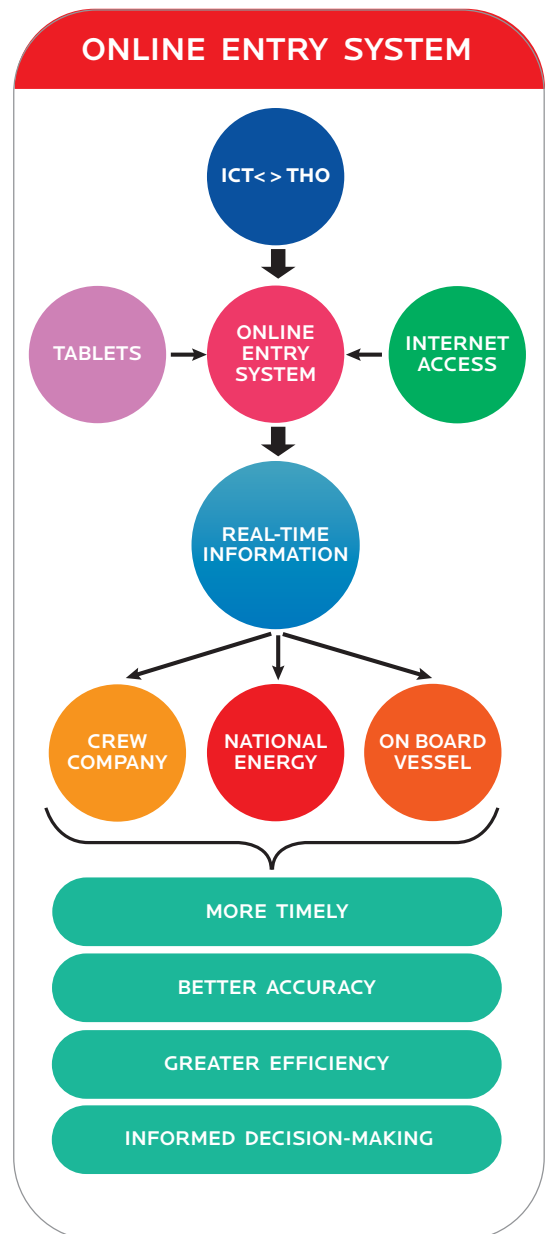 ONLINE ENTRY SYSTEM
ICT< >THO
TABLETS
ONLINE
ENTRY
SYSTEM
INTERNET
ACCESS
REAL-TIME
INFORMATION
CREW
COMPANY
NATIONAL
ENERGY
ON BOARD
VESSEL
MORE TIMELY
BETTER ACCURACY
GREATER EFFICIENCY
INFORMED DECISION-MAKING